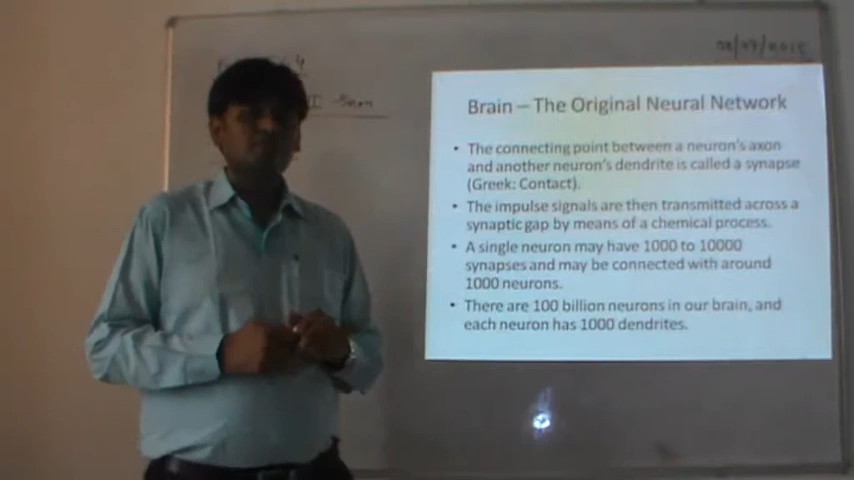 Brain – The Original Neural Network
• The connecting point between a neuron's axon
and another neuron's dendrite is called a synapse
(Greek: Contact).
• The impulse signals are then transmitted across a
synaptic gap by means of a chemical process.
• A single neuron may have 1000 to 10000
synapses and may be connected with around
1000 neurons.
• There are 100 billion neurons in our brain, and
each neuron has 1000 dendrites.